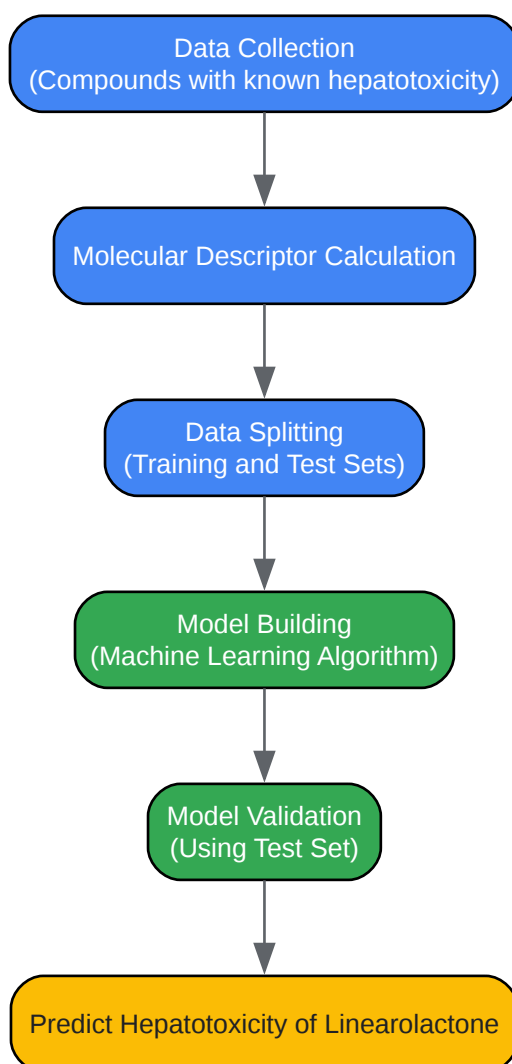 Data Collection
(Compounds with known hepatotoxicity)
Molecular Descriptor Calculation
Data Splitting
(Training and Test Sets)
Model Building
(Machine Learning Algorithm)
Model Validation
(Using Test Set)
Predict Hepatotoxicity of Linearolactone